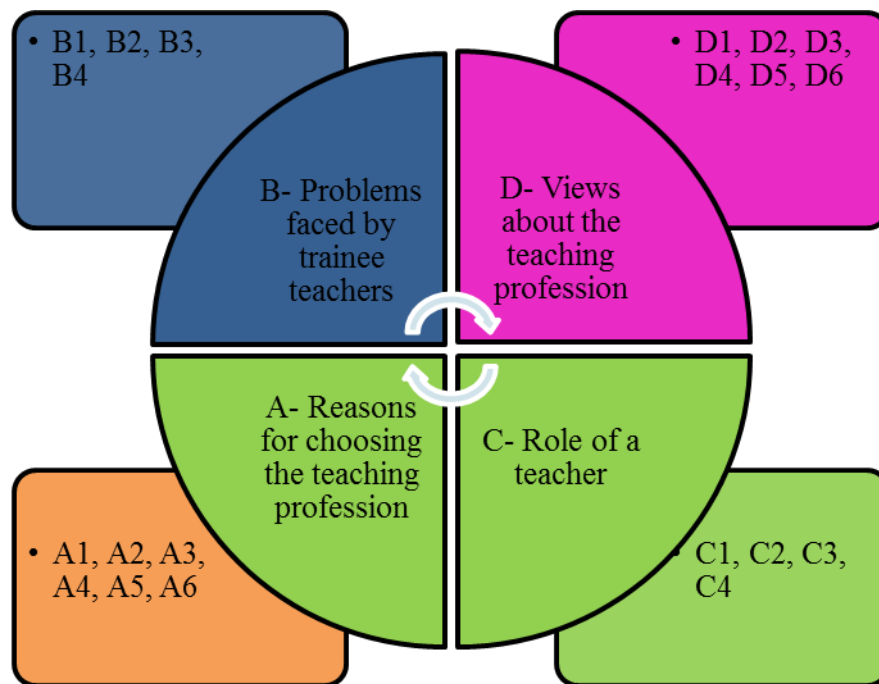 • B1, B2, B3,
B4
• D1, D2, D3,
D4, D5, D6
B- Problems
faced by
trainee
teachers
D- Views
about the
teaching
profession
A- Reasons
for choosing
the teaching
profession
C- Role of a
teacher
• A1, A2, A3,
A4, A5, A6
• C1, C2, C3,
C4